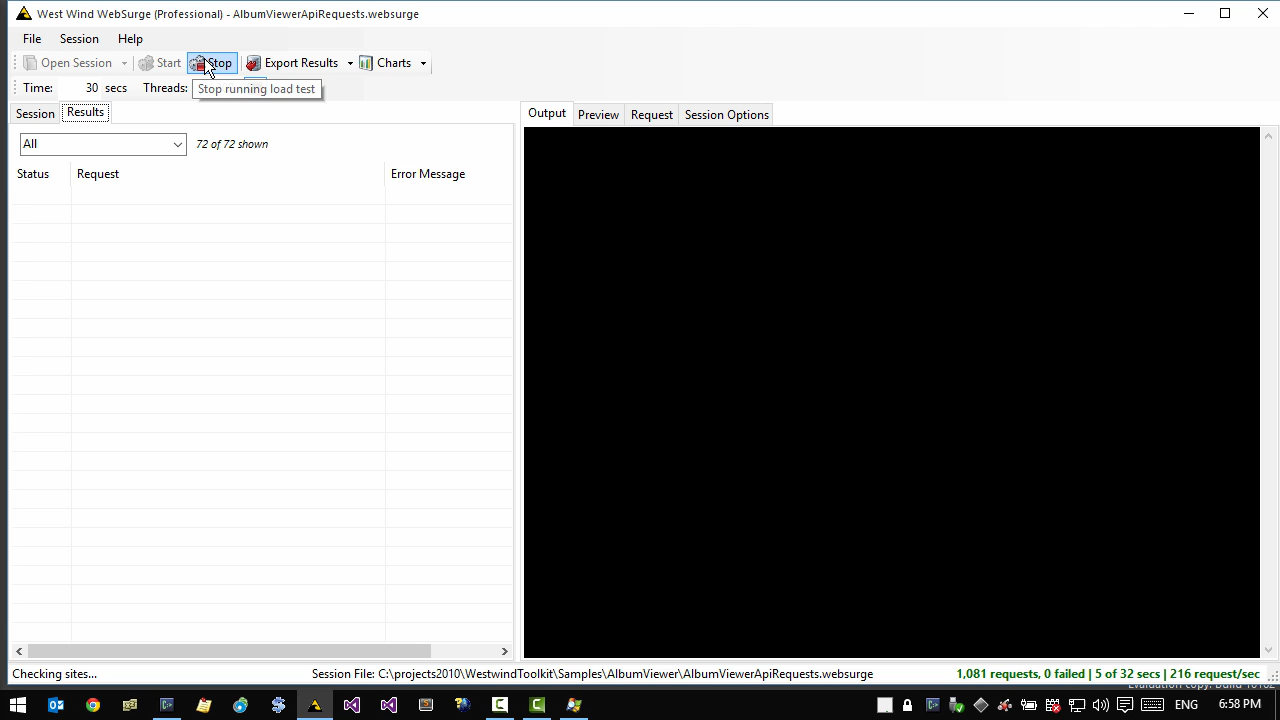 West Wind WebSurge (Professional) - AlbumViewerApiRequests.websurge
File Session Help
Open Session Start Stop Export Results Charts
Time: 30 secs Threads:
Stop running load test
Session Results
Output Preview Request Session Options
All 72 of 72 shown
Status Request Error Message
Checking sites... Session File: C:\projects2010\WestwindToolkit\Samples\AlbumViewer\AlbumViewerApiRequests.websurge 1,081 requests, 0 failed | 5 of 32 secs | 216 request/sec
Evaluation copy. Build
ENG 6:58 PM